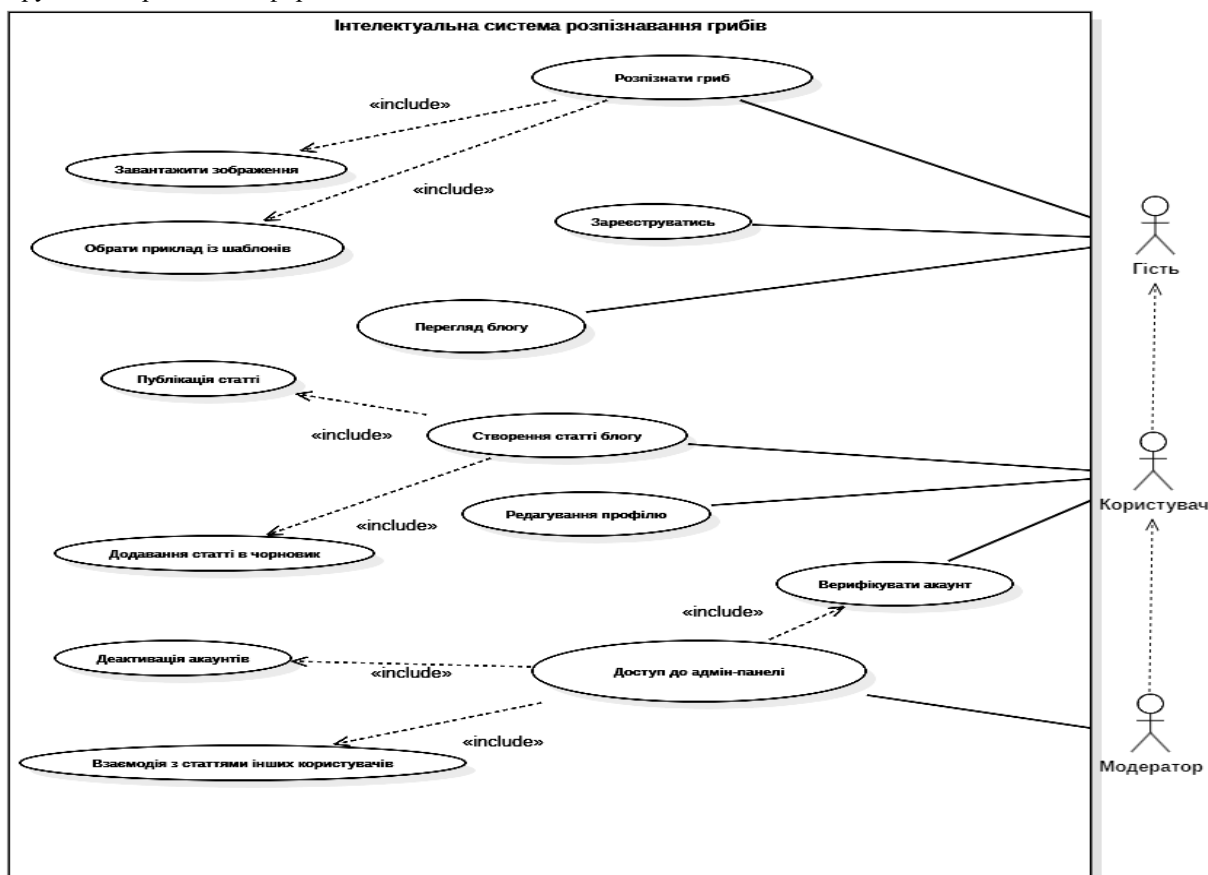 Інтелектуальна система розпізнавання грибів
Розпізнати гриб
«include»
Завантажити зображення
«include»
Обрати приклад із шаблонів
Зареєструватись
Гість
Перегляд блогу
Публікація статті
«include»
Створення статті блогу
Користувач
Редагування профілю
«include»
Додавання статті в чорновик
Верифікувати акаунт
«include»
Деактивація акаунтів
«include»
Доступ до адмін-панелі
«include»
Взаємодія з статтями інших користувачів
Модератор